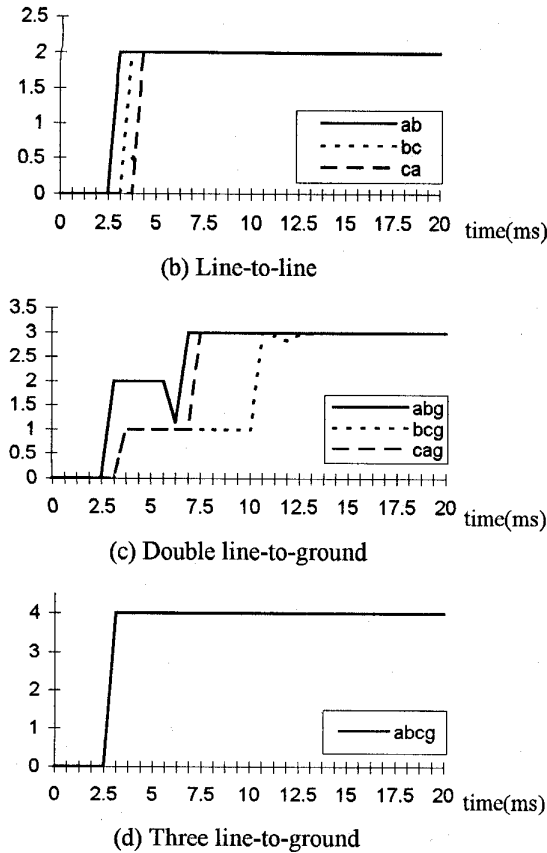 2.5
2
1.5
1
0.5
0
ab
bc
ca
0 2.5 5 7.5 10 12.5 15 17.5 20 time(ms)
(b) Line-to-line
3.5
3
2.5
2
1.5
1
0.5
0
abg
bcg
cag
0 2.5 5 7.5 10 12.5 15 17.5 20 time(ms)
(c) Double line-to-ground
4
3
2
1
0
abcg
0 2.5 5 7.5 10 12.5 15 17.5 20 time(ms)
(d) Three line-to-ground